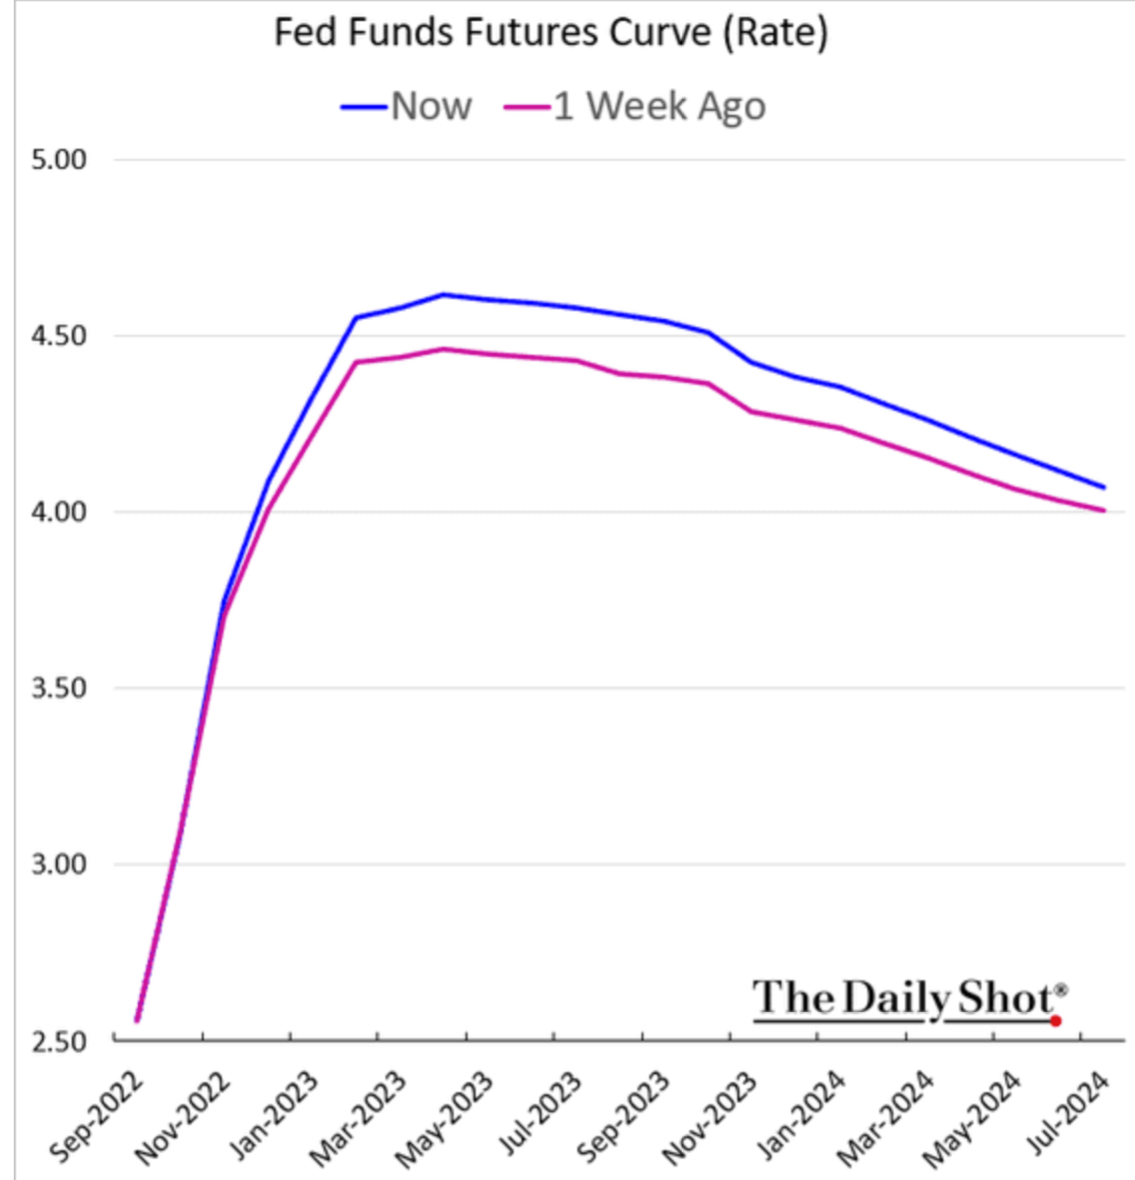 Fed Funds Futures Curve (Rate)
Now 1 Week Ago
5.00
4.50
4.00
3.50
3.00
2.50
The Daily Shot®
Sep-2022 Nov-2022 Jan-2023 Mar-2023 May-2023 Jul-2023 Sep-2023 Nov-2023 Jan-2024 Mar-2024 May-2024 Jul-2024